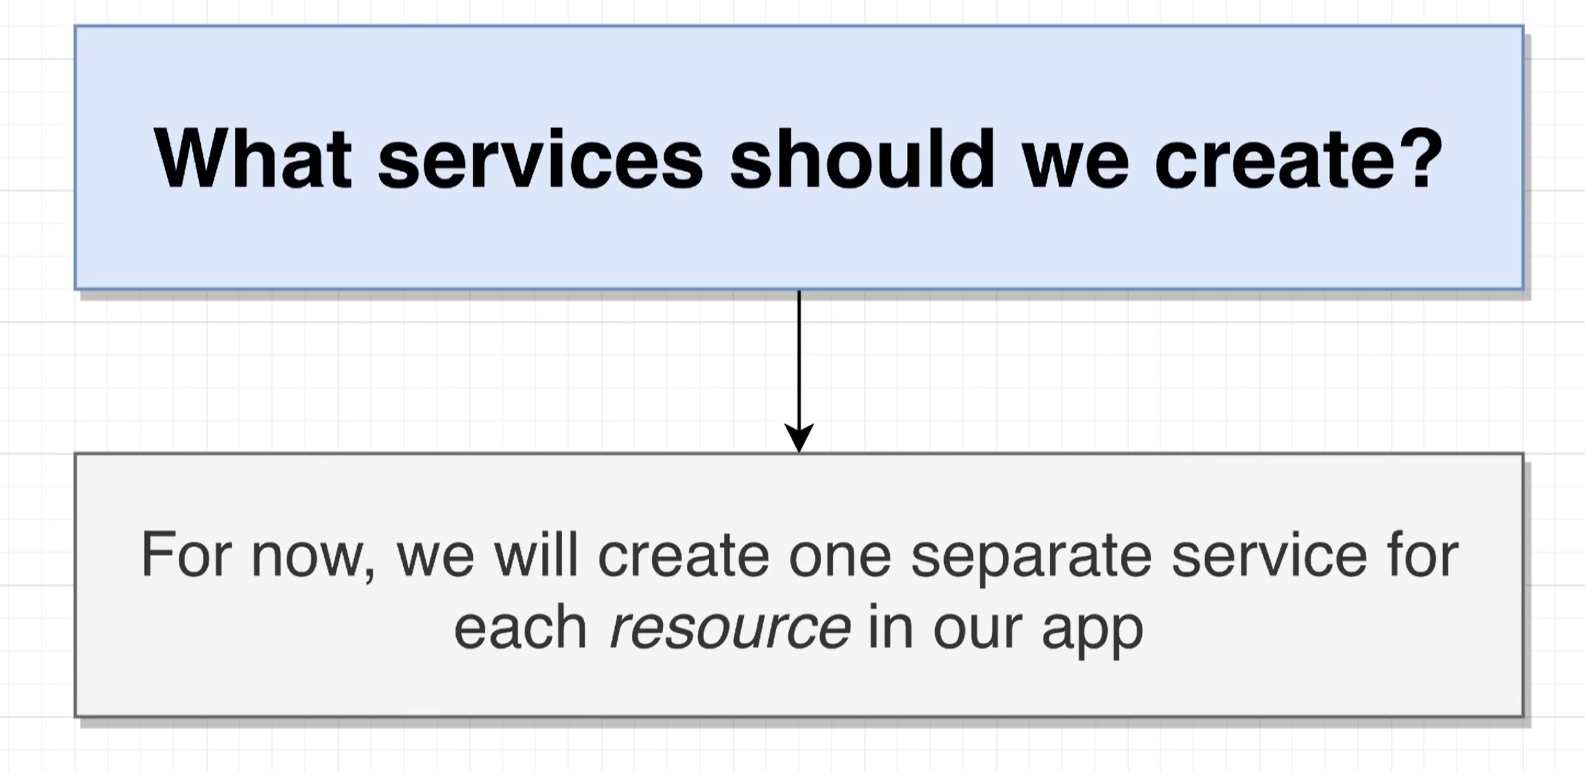 What services should we create?
For now, we will create one separate service for
each resource in our app